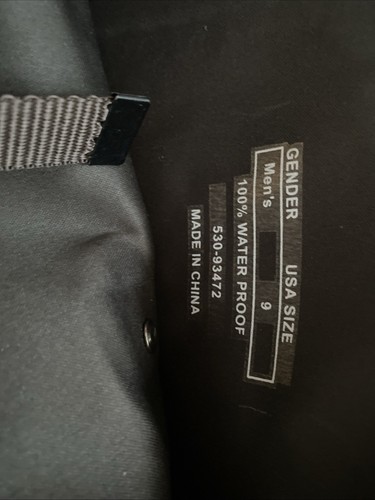 GENDER USA SIZE
Men's 9
100% WATER PROOF
530-93472
MADE IN CHINA